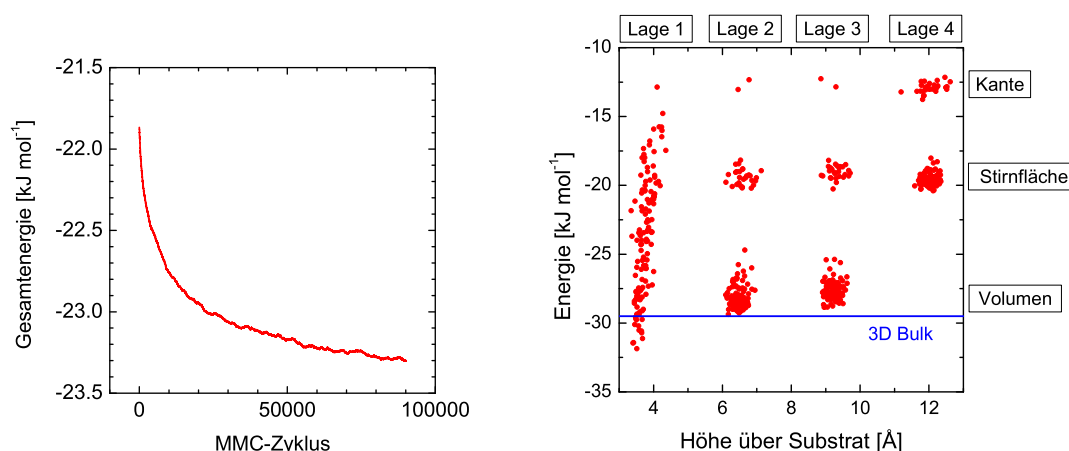 -21.5
-22.0
-22.5
-23.0
-23.5
0
50000
100000
Gesamtenergie [kJ mol-1]
MMC-Zyklus
Lage 1
Lage 2
Lage 3
Lage 4
-10
-15
-20
-25
-30
-35
4
6
8
10
12
Energie [kJ mol-1]
Höhe über Substrat [Å]
Kante
Stirnfläche
Volumen
3D Bulk